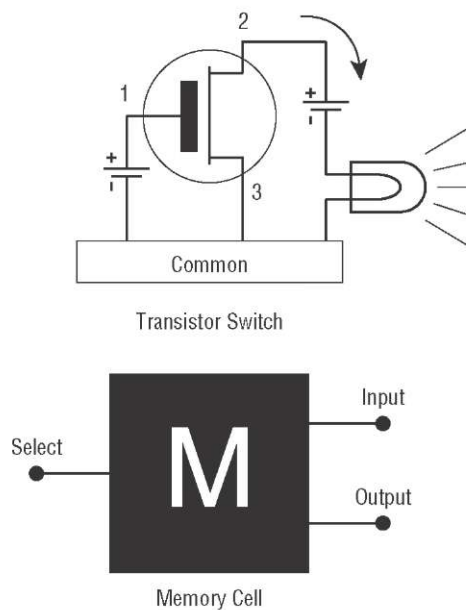 2
1
+
-
+
-
3
Common
Transistor Switch
M
Select
Input
Output
Memory Cell